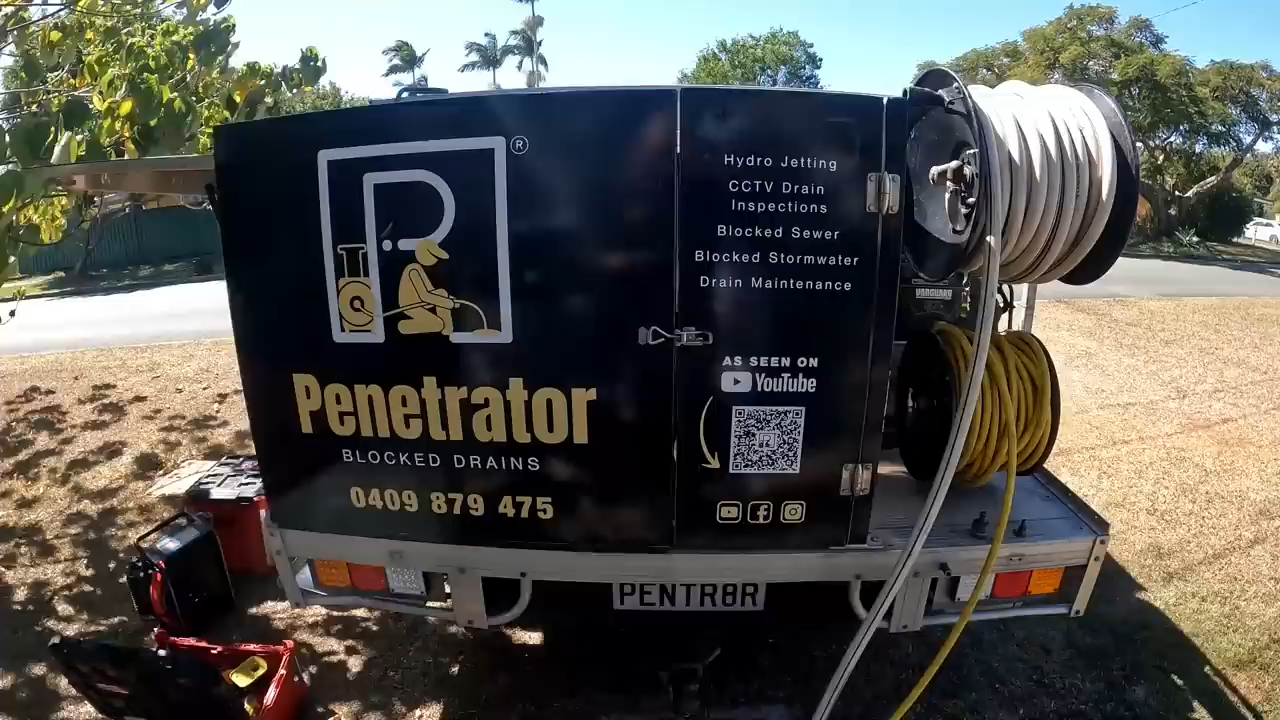 ®
Penetrator
BLOCKED DRAINS
0409 879 475
Hydro Jetting
CCTV Drain
Inspections
Blocked Sewer
Blocked Stormwater
Drain Maintenance
AS SEEN ON
YouTube
VANGUARD
PENTR8R